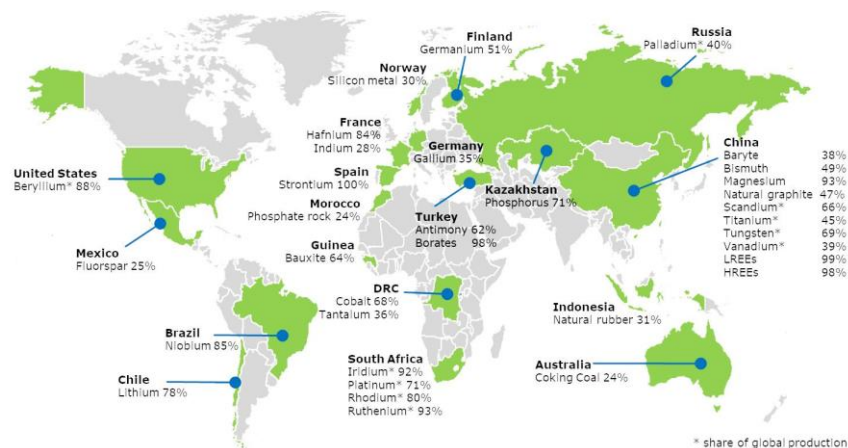 Finland
Germanium 51%
Russia
Palladium* 40%
Norway
Silicon metal 30%
France
Hafnium 84%
Indium 28%
Germany
Gallium 35%
China
Baryte 38%
Bismuth 49%
Magnesium 93%
Natural graphite 47%
Scandium* 66%
Titanium* 45%
Tungsten* 69%
Vanadium* 39%
LREEs 99%
HREEs 98%
United States
Beryllium* 88%
Spain
Strontium 100%
Kazakhstan
Phosphorus 71%
Morocco
Phosphate rock 24%
Turkey
Antimony 62%
Borates 98%
Mexico
Fluorspar 25%
Guinea
Bauxite 64%
DRC
Cobalt 68%
Tantalum 36%
Indonesia
Natural rubber 31%
Brazil
Niobium 85%
South Africa
Iridium* 92%
Platinum* 71%
Rhodium* 80%
Ruthenium* 93%
Australia
Coking Coal 24%
Chile
Lithium 78%
* share of global production